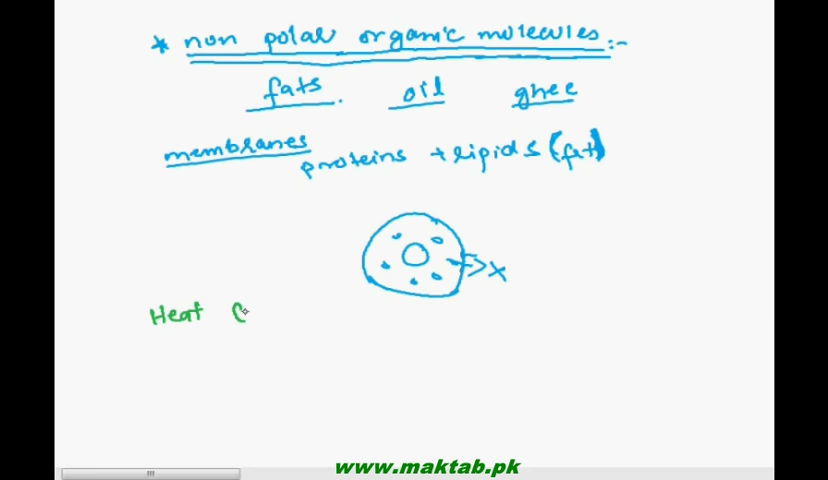 * non polar organic molecules :-
fats. oil ghee
membranes proteins + lipids (fat)
x
Heat C
www.maktab.pk